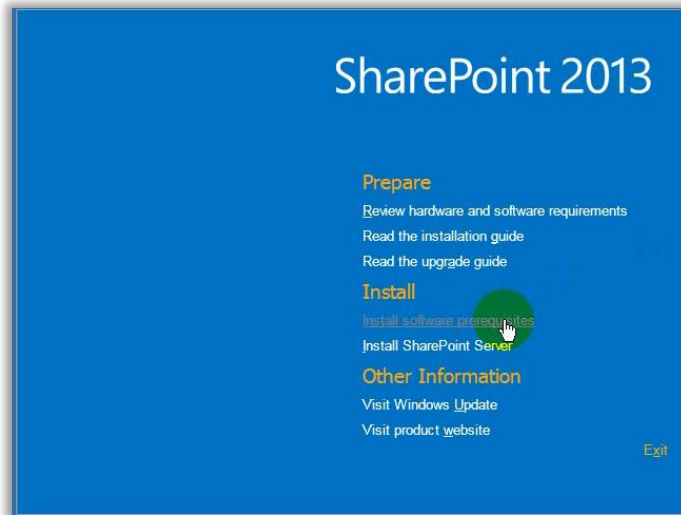 SharePoint 2013
Prepare
Review hardware and software requirements
Read the installation guide
Read the upgrade guide
Install
Install software prerequisites
Install SharePoint Server
Other Information
Visit Windows Update
Visit product website
Exit